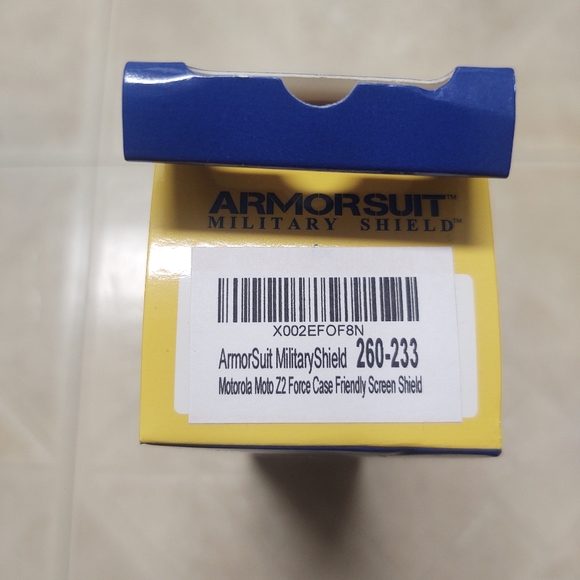 ARMORSUIT™
MILITARY SHIELD™
X002EFOF8N
ArmorSuit MilitaryShield 260-233
Motorola Moto Z2 Force Case Friendly Screen Shield